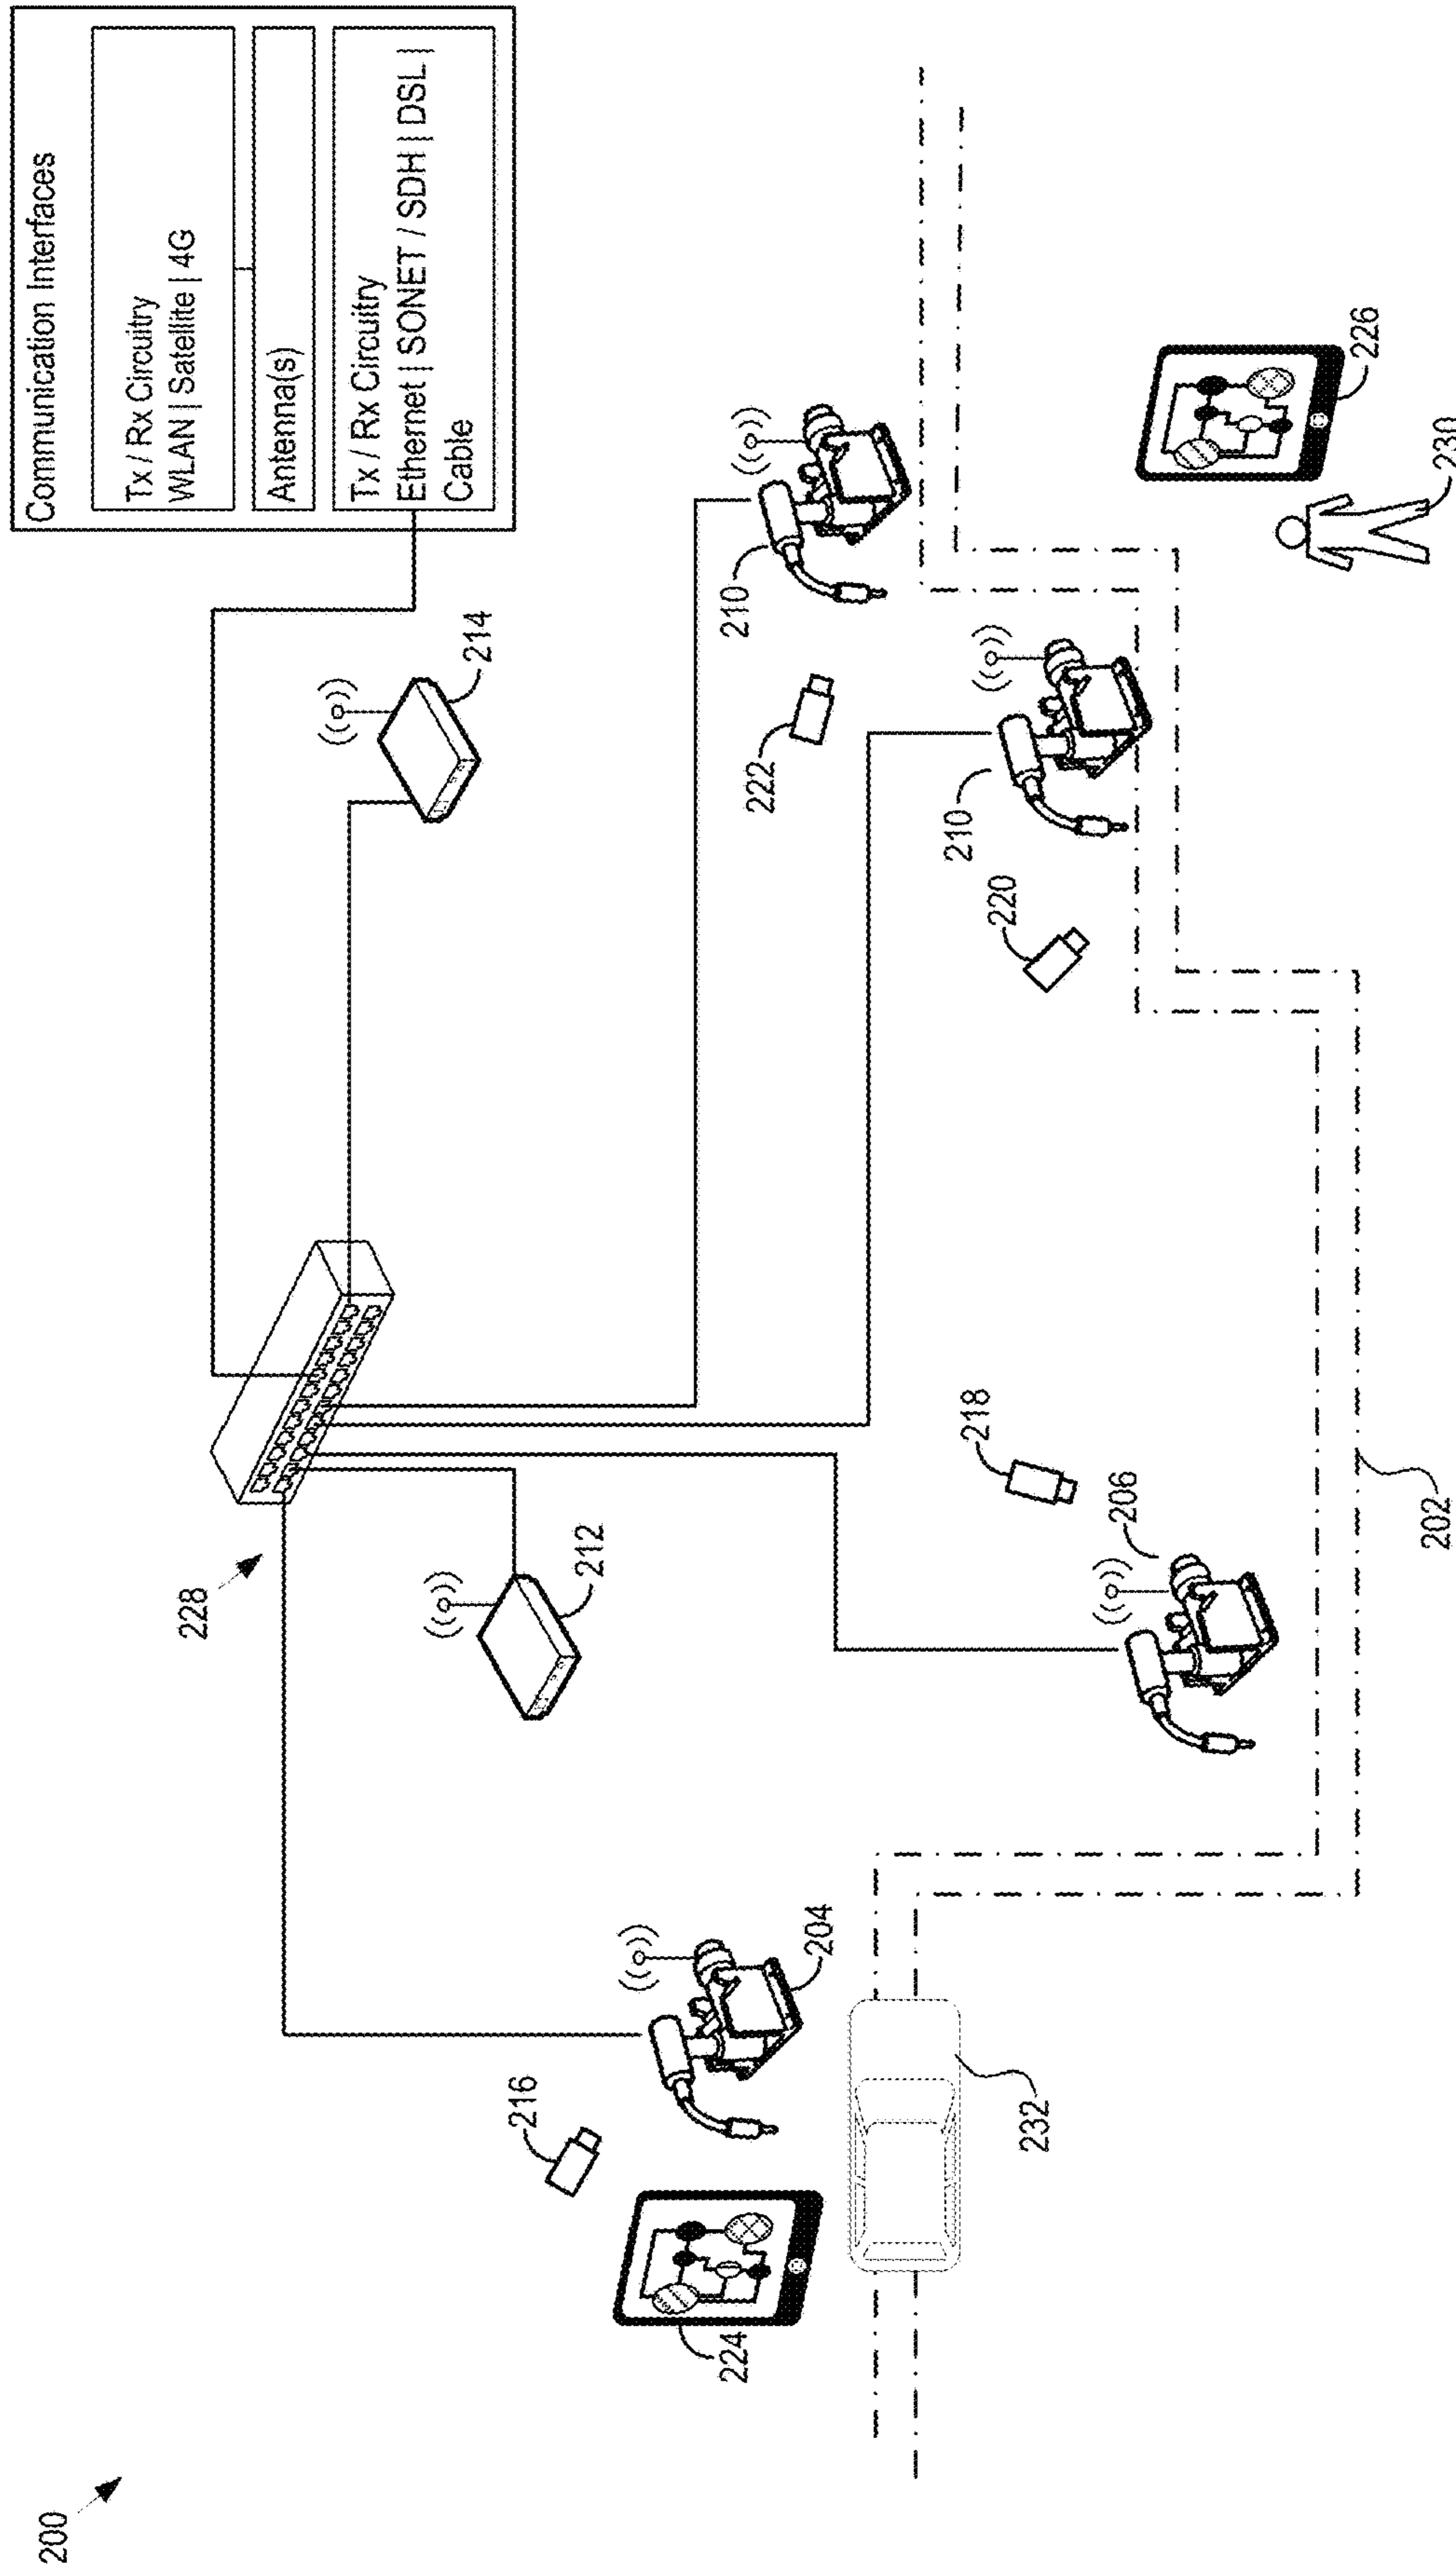 Communication Interfaces
Tx / Rx Circuitry
WLAN | Satellite | 4G
Antenna(s)
Tx / Rx Circuitry
Ethernet | SONET / SDH | DSL |
Cable
200
228
214
212
222
210
210
220
218
206
216
204
224
232
202
226
230